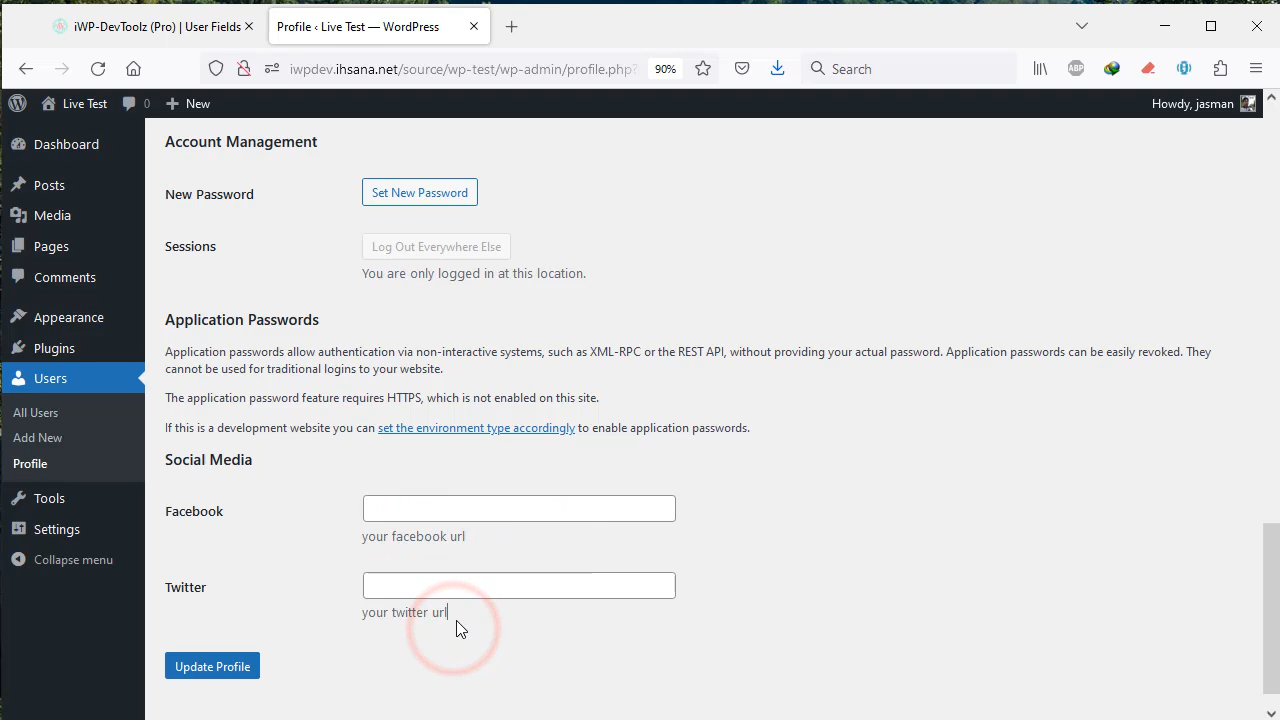 iWP-DevToolz (Pro) | User Fields
Profile ‹ Live Test — WordPress
iwpdev.ihsana.net/source/wp-test/wp-admin/profile.php?
90%
Search
ABP
Live Test
0
New
Howdy, jasman
Dashboard
Posts
Media
Pages
Comments
Appearance
Plugins
Users
All Users
Add New
Profile
Tools
Settings
Collapse menu
Account Management
New Password
Set New Password
Sessions
Log Out Everywhere Else
You are only logged in at this location.
Application Passwords
Application passwords allow authentication via non-interactive systems, such as XML-RPC or the REST API, without providing your actual password. Application passwords can be easily revoked. They
cannot be used for traditional logins to your website.
The application password feature requires HTTPS, which is not enabled on this site.
If this is a development website you can set the environment type accordingly to enable application passwords.
Social Media
Facebook
your facebook url
Twitter
your twitter url
Update Profile